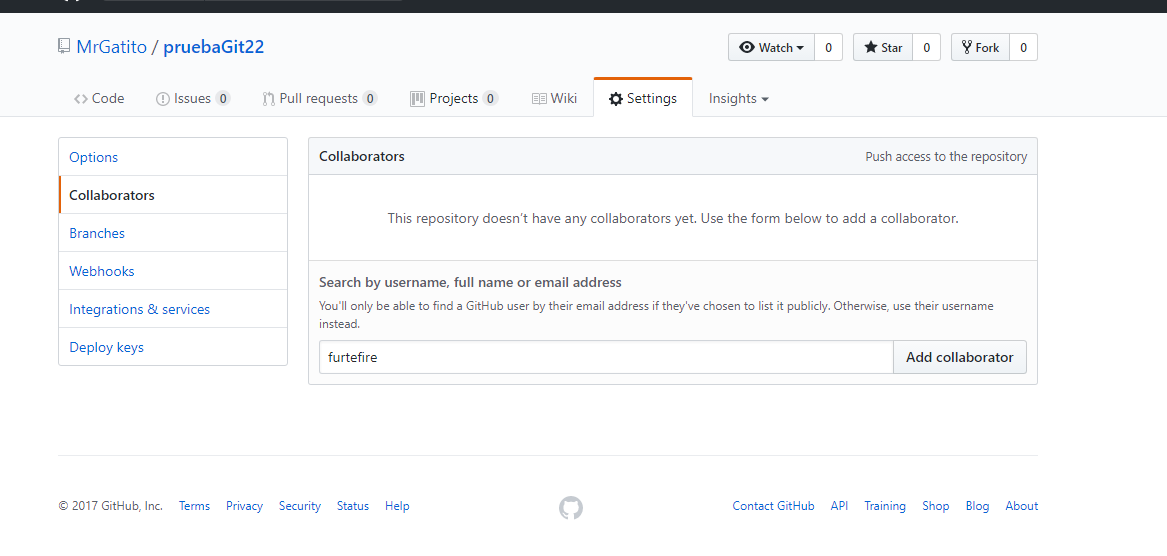 MrGatito / pruebaGit22
Watch 0 Star 0 Fork 0
Code Issues 0 Pull requests 0 Projects 0 Wiki Settings Insights
Options
Collaborators
Branches
Webhooks
Integrations & services
Deploy keys
Collaborators Push access to the repository
This repository doesn't have any collaborators yet. Use the form below to add a collaborator.
Search by username, full name or email address
You'll only be able to find a GitHub user by their email address if they've chosen to list it publicly. Otherwise, use their username
instead.
furtefire Add collaborator
© 2017 GitHub, Inc. Terms Privacy Security Status Help Contact GitHub API Training Shop Blog About